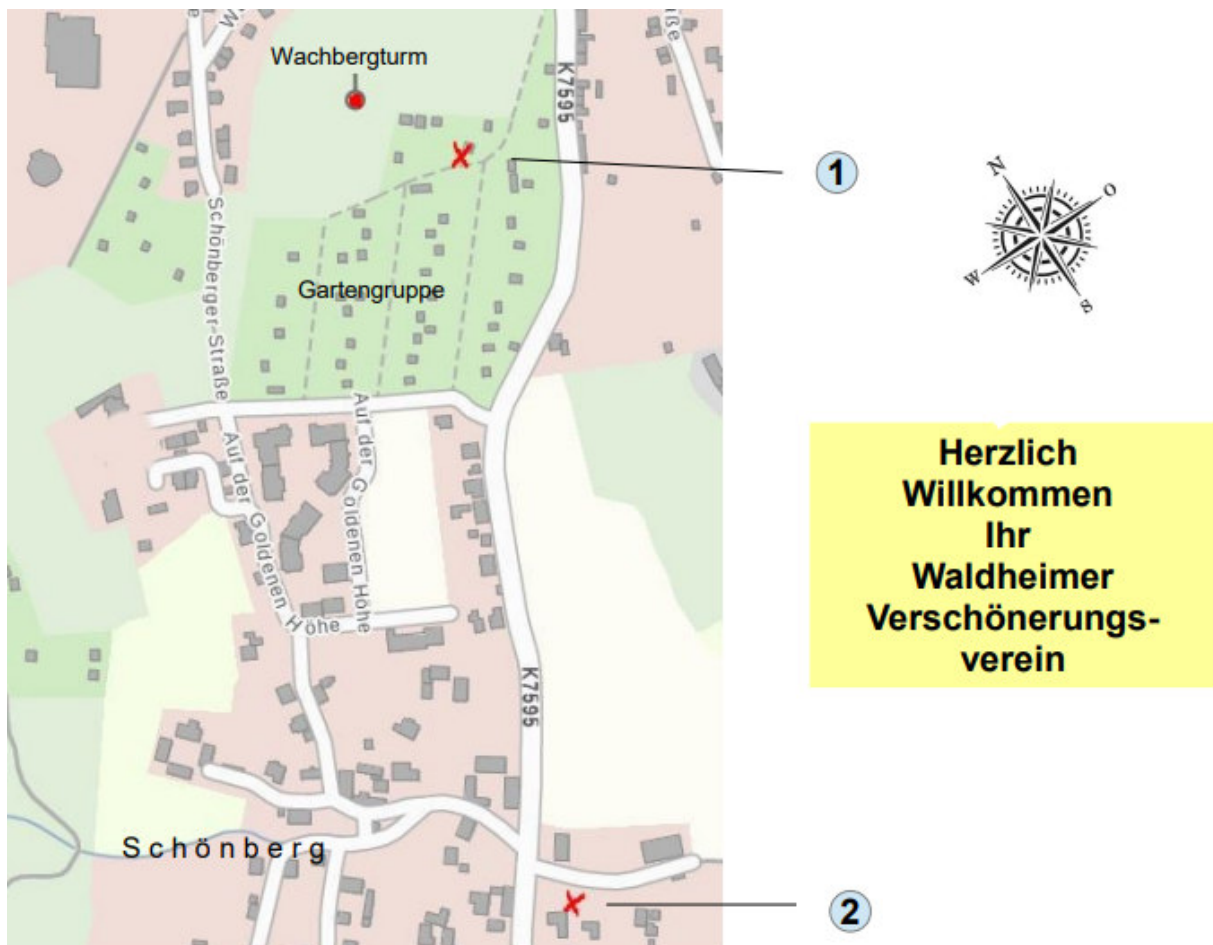 Wachbergturm
K7595
ße
1
N
O
W
S
Schönberger-Straße
Gartengruppe
Auf der Goldenen Höhe
Auf der Goldenen Höhe
Herzlich
Willkommen
Ihr
Waldheimer
Verschönerungs-
verein
K7595
Schönberg
2